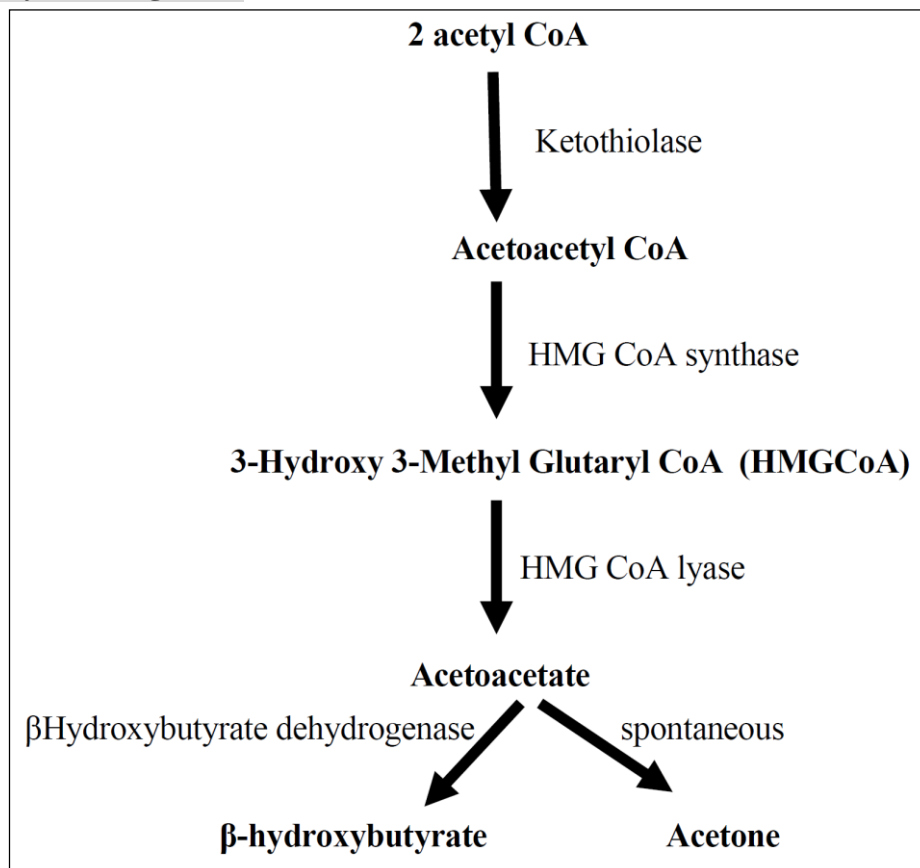 2 acetyl CoA
Ketothiolase
Acetoacetyl CoA
HMG CoA synthase
3-Hydroxy 3-Methyl Glutaryl CoA (HMGCoA)
HMG CoA lyase
Acetoacetate
βHydroxybutyrate dehydrogenase spontaneous
β-hydroxybutyrate Acetone